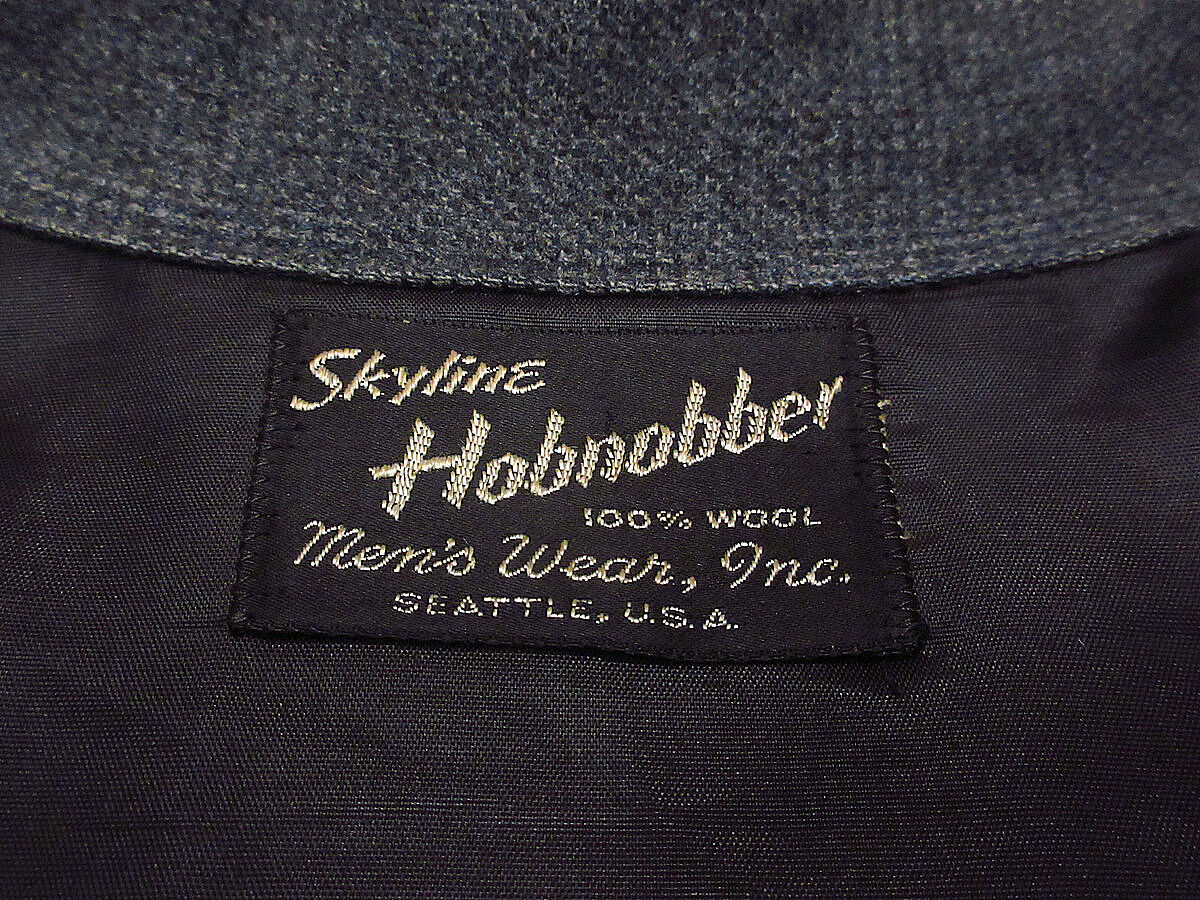 Skyline
Hobnobber
100% WOOL
Men's Wear, Inc.
SEATTLE, U.S.A.